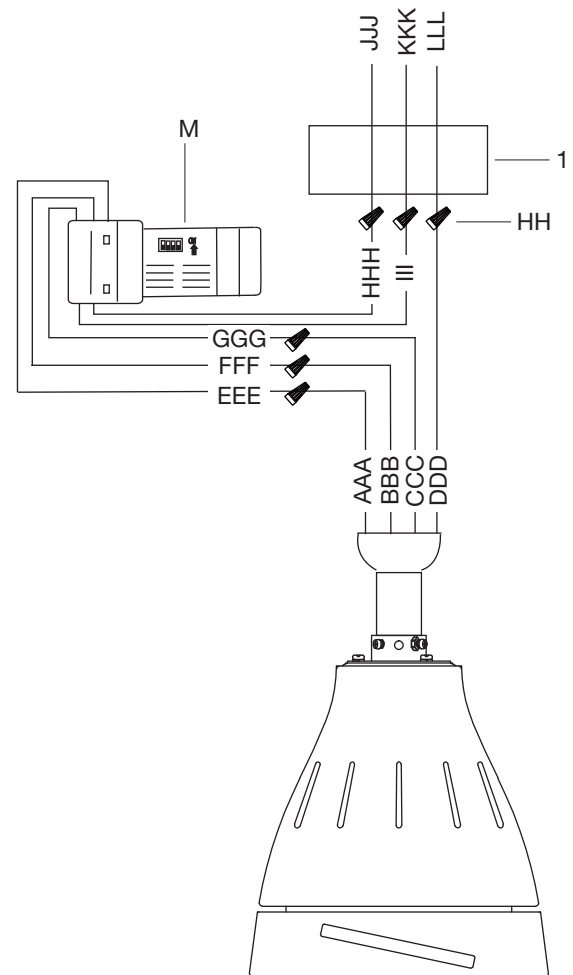 JJJ
KKK
LLL
M
1
HH
HHH
III
GGG
FFF
EEE
AAA
BBB
CCC
DDD